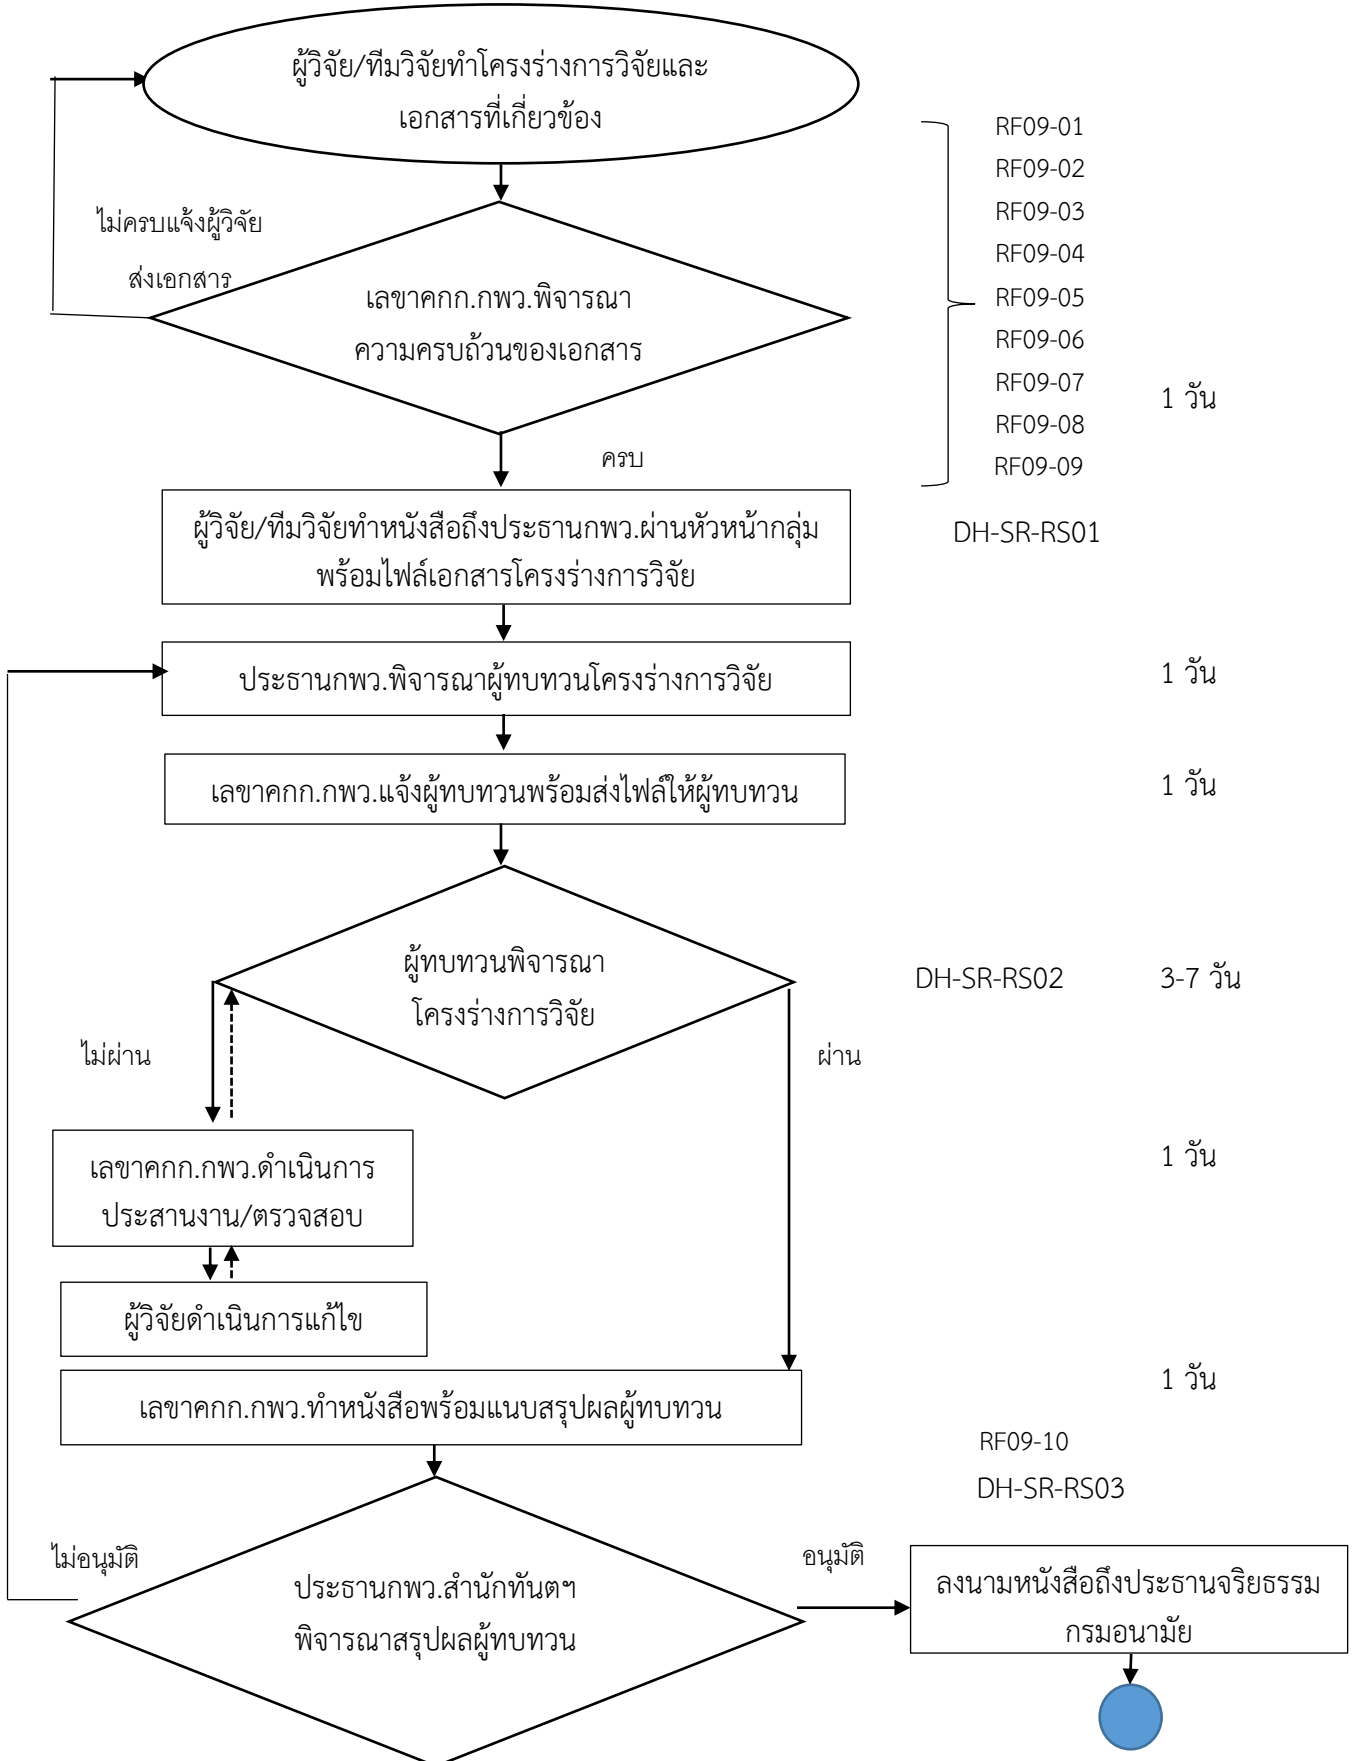 ผู้วิจัย/ทีมวิจัยทำโครงร่างการวิจัยและ
เอกสารที่เกี่ยวข้อง
RF09-01
RF09-02
RF09-03
RF09-04
RF09-05
RF09-06
RF09-07
RF09-08
RF09-09
1 วัน
ไม่ครบแจ้งผู้วิจัย
ส่งเอกสาร
เลขาคกก.กพว.พิจารณา
ความครบถ้วนของเอกสาร
ครบ
ผู้วิจัย/ทีมวิจัยทำหนังสือถึงประธานกพว.ผ่านหัวหน้ากลุ่ม
พร้อมไฟล์เอกสารโครงร่างการวิจัย
DH-SR-RS01
ประธานกพว.พิจารณาผู้ทบทวนโครงร่างการวิจัย
1 วัน
เลขาคกก.กพว.แจ้งผู้ทบทวนพร้อมส่งไฟล์ให้ผู้ทบทวน
1 วัน
ผู้ทบทวนพิจารณา
โครงร่างการวิจัย
DH-SR-RS02
3-7 วัน
ไม่ผ่าน
ผ่าน
เลขาคกก.กพว.ดำเนินการ
ประสานงาน/ตรวจสอบ
1 วัน
ผู้วิจัยดำเนินการแก้ไข
เลขาคกก.กพว.ทำหนังสือพร้อมแนบสรุปผลผู้ทบทวน
1 วัน
RF09-10
DH-SR-RS03
ไม่อนุมัติ
ประธานกพว.สำนักทันตฯ
พิจารณาสรุปผลผู้ทบทวน
อนุมัติ
ลงนามหนังสือถึงประธานจริยธรรม
กรมอนามัย